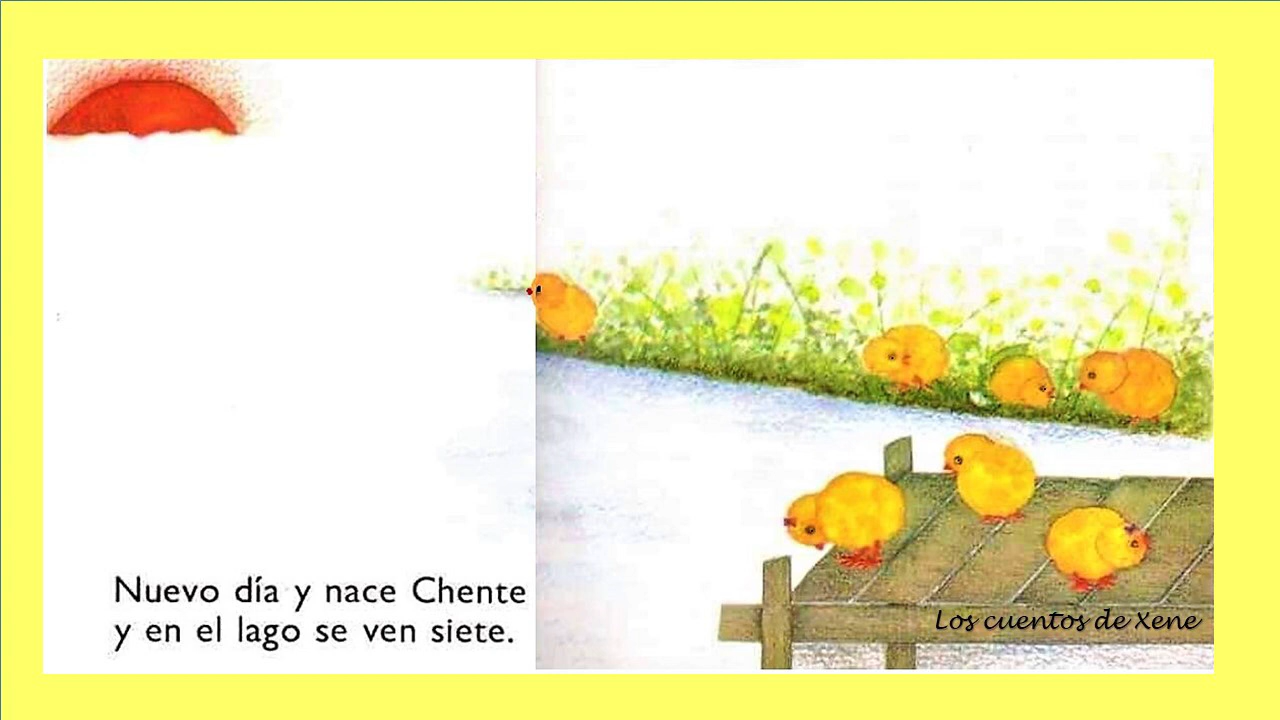 Nuevo día y nace Chente
y en el lago se ven siete.
Los cuentos de Xene